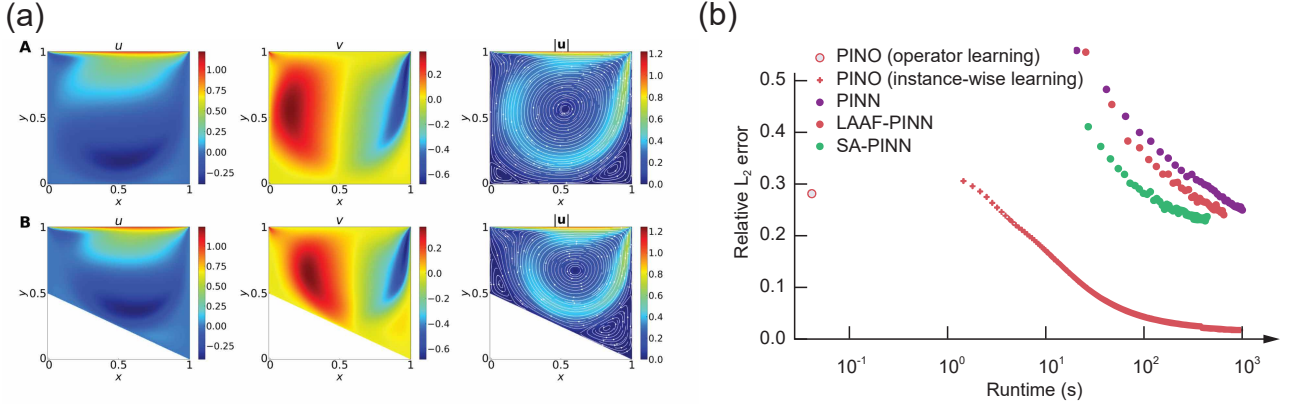 (a)
A
u
v
|u|
1
y
0.5
0
0
0.5
1
x
1.00
0.75
0.50
0.25
0.00
−0.25
1
y
0.5
0
0
0.5
1
x
0.4
0.2
0.0
−0.2
−0.4
−0.6
1
y
0.5
0
0
0.5
1
x
1.2
1.0
0.8
0.6
0.4
0.2
0.0
B
u
v
|u|
1
y
0.5
0
0
0.5
1
x
1.00
0.75
0.50
0.25
0.00
−0.25
1
y
0.5
0
0
0.5
1
x
0.2
0.0
−0.2
−0.4
−0.6
1
y
0.5
0
0
0.5
1
x
1.2
1.0
0.8
0.6
0.4
0.2
0.0
(b)
PINO (operator learning)
PINO (instance-wise learning)
PINN
LAAF-PINN
SA-PINN
Relative L2 error
0.5
0.4
0.3
0.2
0.1
0.0
10-1
100
101
102
103
Runtime (s)